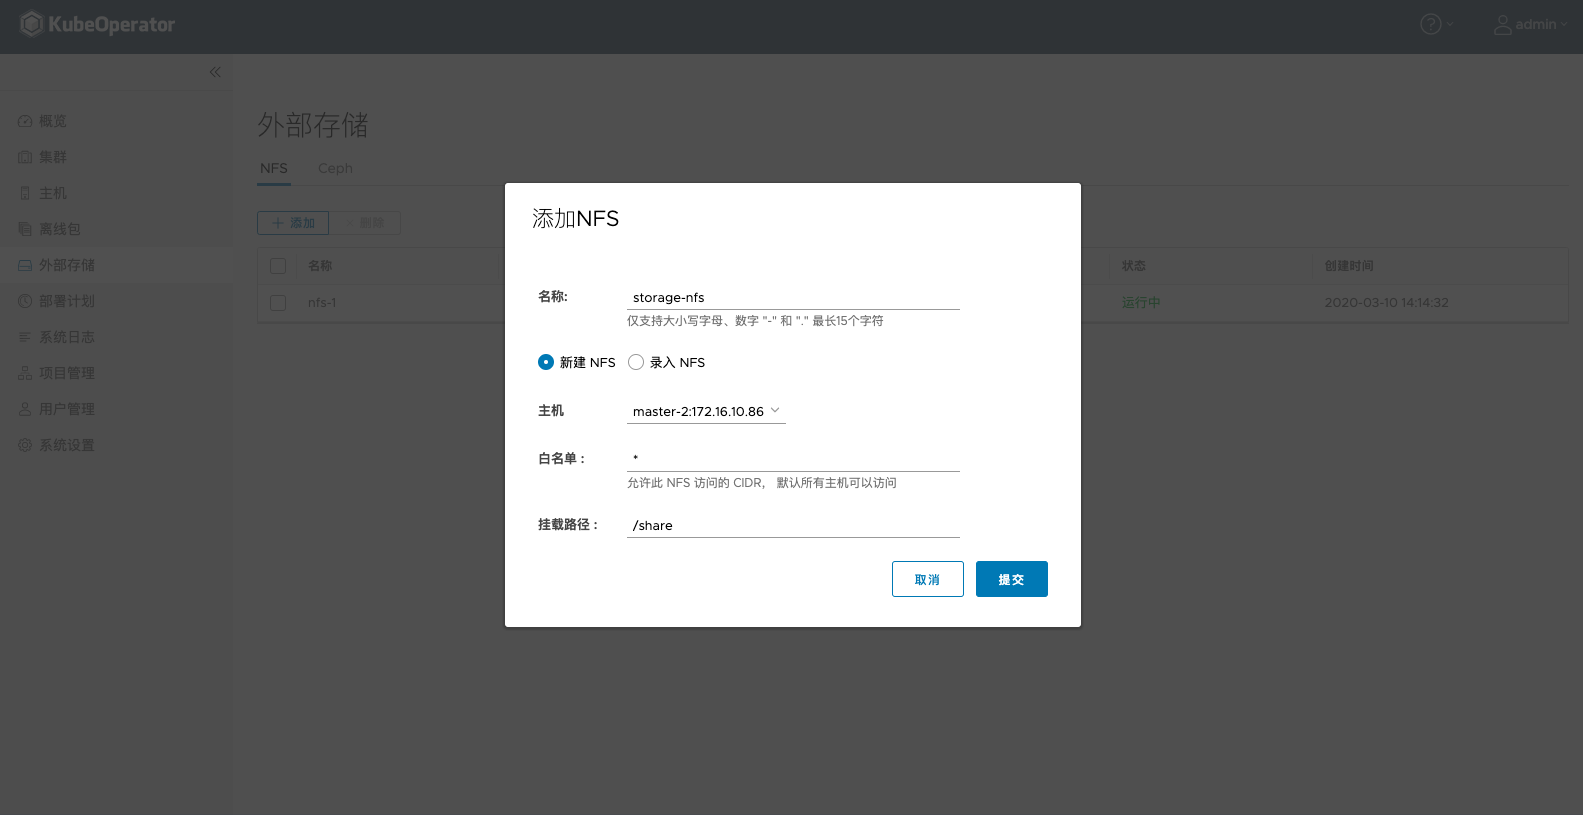 KubeOperator
admin
概览
集群
主机
离线包
外部存储
部署计划
系统日志
项目管理
用户管理
系统设置
外部存储
NFS Ceph
添加 删除
名称 状态 创建时间
nfs-1 运行中 2020-03-10 14:14:32
添加NFS
名称: storage-nfs
仅支持大小写字母、数字 "-" 和 "." 最长15个字符
新建 NFS 录入 NFS
主机 master-2:172.16.10.86
白名单 : *
允许此 NFS 访问的 CIDR, 默认所有主机可以访问
挂载路径 : /share
取消 提交